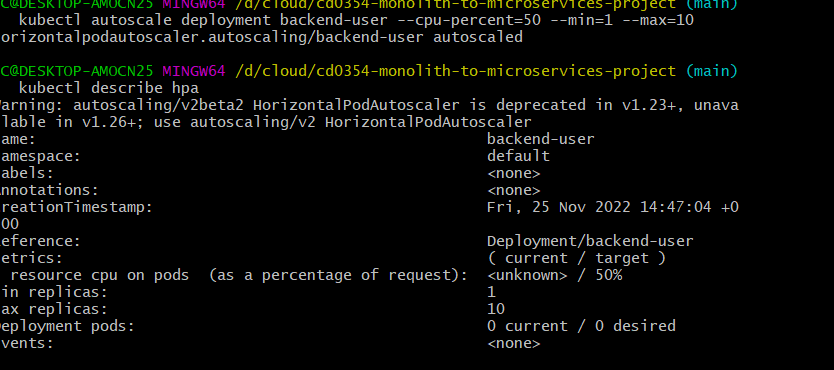 C@DESKTOP-AMOCN25 MINGW64 /d/cloud/cd0354-monolith-to-microservices-project (main)
kubectl autoscale deployment backend-user --cpu-percent=50 --min=1 --max=10
orizontalpodautoscaler.autoscaling/backend-user autoscaled
C@DESKTOP-AMOCN25 MINGW64 /d/cloud/cd0354-monolith-to-microservices-project (main)
kubectl describe hpa
arning: autoscaling/v2beta2 HorizontalPodAutoscaler is deprecated in v1.23+, unava
lable in v1.26+; use autoscaling/v2 HorizontalPodAutoscaler
ame: backend-user
amespace: default
abels: <none>
nnotations: <none>
reationTimestamp: Fri, 25 Nov 2022 14:47:04 +0
00
eference: Deployment/backend-user
etrics: ( current / target )
resource cpu on pods  (as a percentage of request): <unknown> / 50%
in replicas: 1
ax replicas: 10
eployment pods: 0 current / 0 desired
vents: <none>